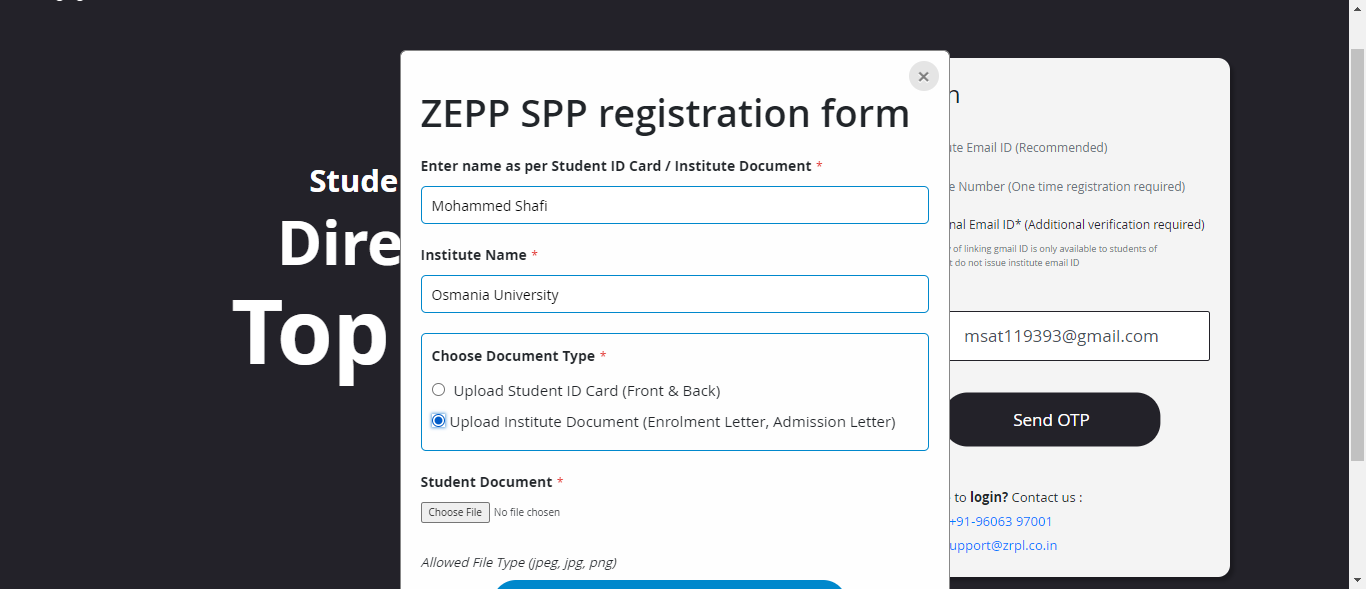 Stude
Dire
Top
×
ZEPP SPP registration form
Enter name as per Student ID Card / Institute Document *
Mohammed Shafi
Institute Name *
Osmania University
Choose Document Type *
Upload Student ID Card (Front & Back)
Upload Institute Document (Enrolment Letter, Admission Letter)
Student Document *
Choose File No file chosen
Allowed File Type (jpeg, jpg, png)
n
te Email ID (Recommended)
e Number (One time registration required)
nal Email ID* (Additional verification required)
of linking gmail ID is only available to students of
t do not issue institute email ID
msat119393@gmail.com
Send OTP
to login? Contact us :
+91-96063 97001
upport@zrpl.co.in